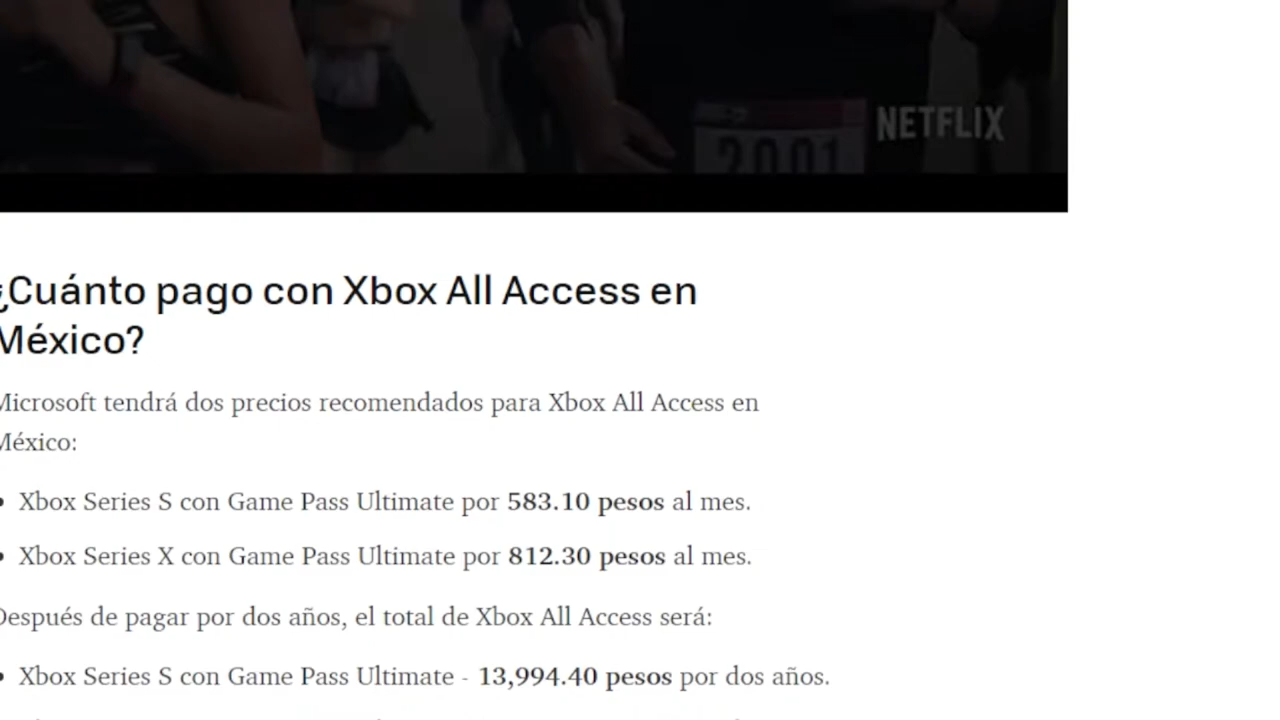 NETFLIX
2001
¿Cuánto pago con Xbox All Access en
México?
Microsoft tendrá dos precios recomendados para Xbox All Access en
México:
• Xbox Series S con Game Pass Ultimate por 583.10 pesos al mes.
• Xbox Series X con Game Pass Ultimate por 812.30 pesos al mes.
Después de pagar por dos años, el total de Xbox All Access será:
• Xbox Series S con Game Pass Ultimate - 13,994.40 pesos por dos años.